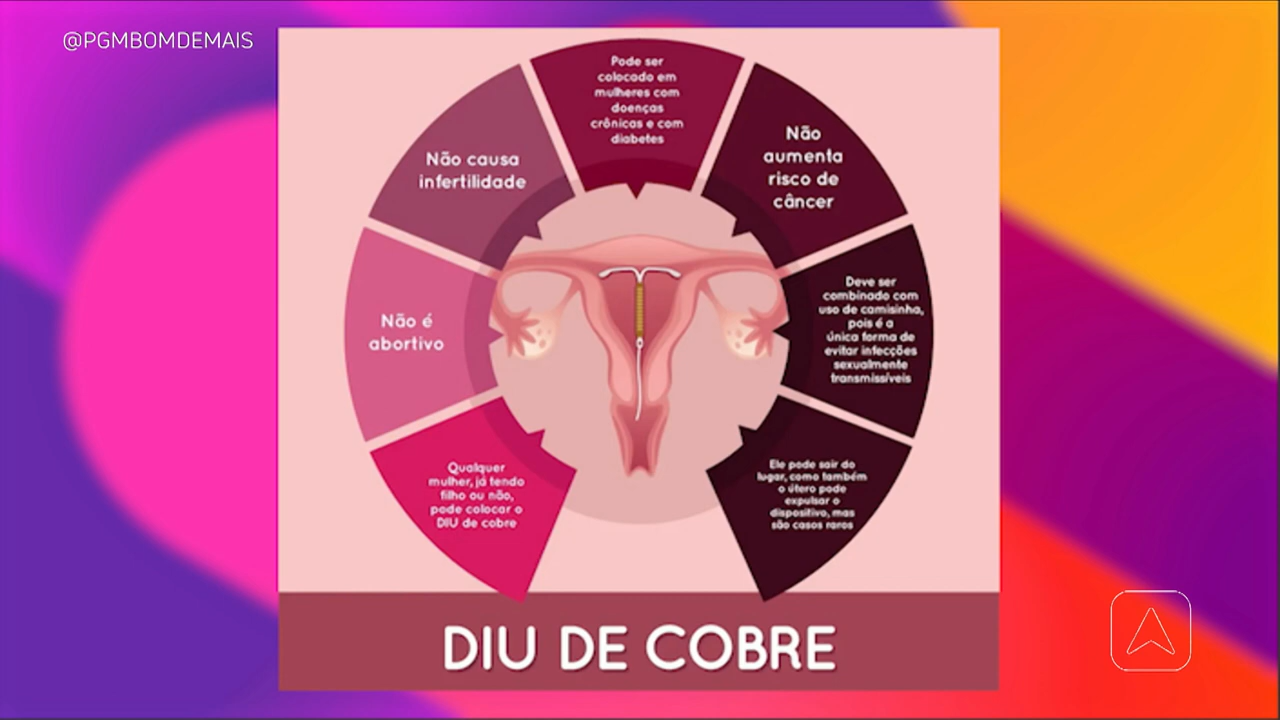 @PGMBOMDEMAIS
Pode ser
colocado em
mulheres com
doenças
crônicas e com
diabetes
Não causa
infertilidade
Não
aumenta
risco de
câncer
Não é
abortivo
Deve ser
combinado com
uso de camisinha,
pois é a
única forma de
evitar infecções
sexualmente
transmissíveis
Qualquer
mulher, já tendo
filho ou não,
pode colocar o
DIU de cobre
Ele pode sair do
lugar, como também
o útero pode
expulsar o
dispositivo, mas
são casos raros
DIU DE COBRE